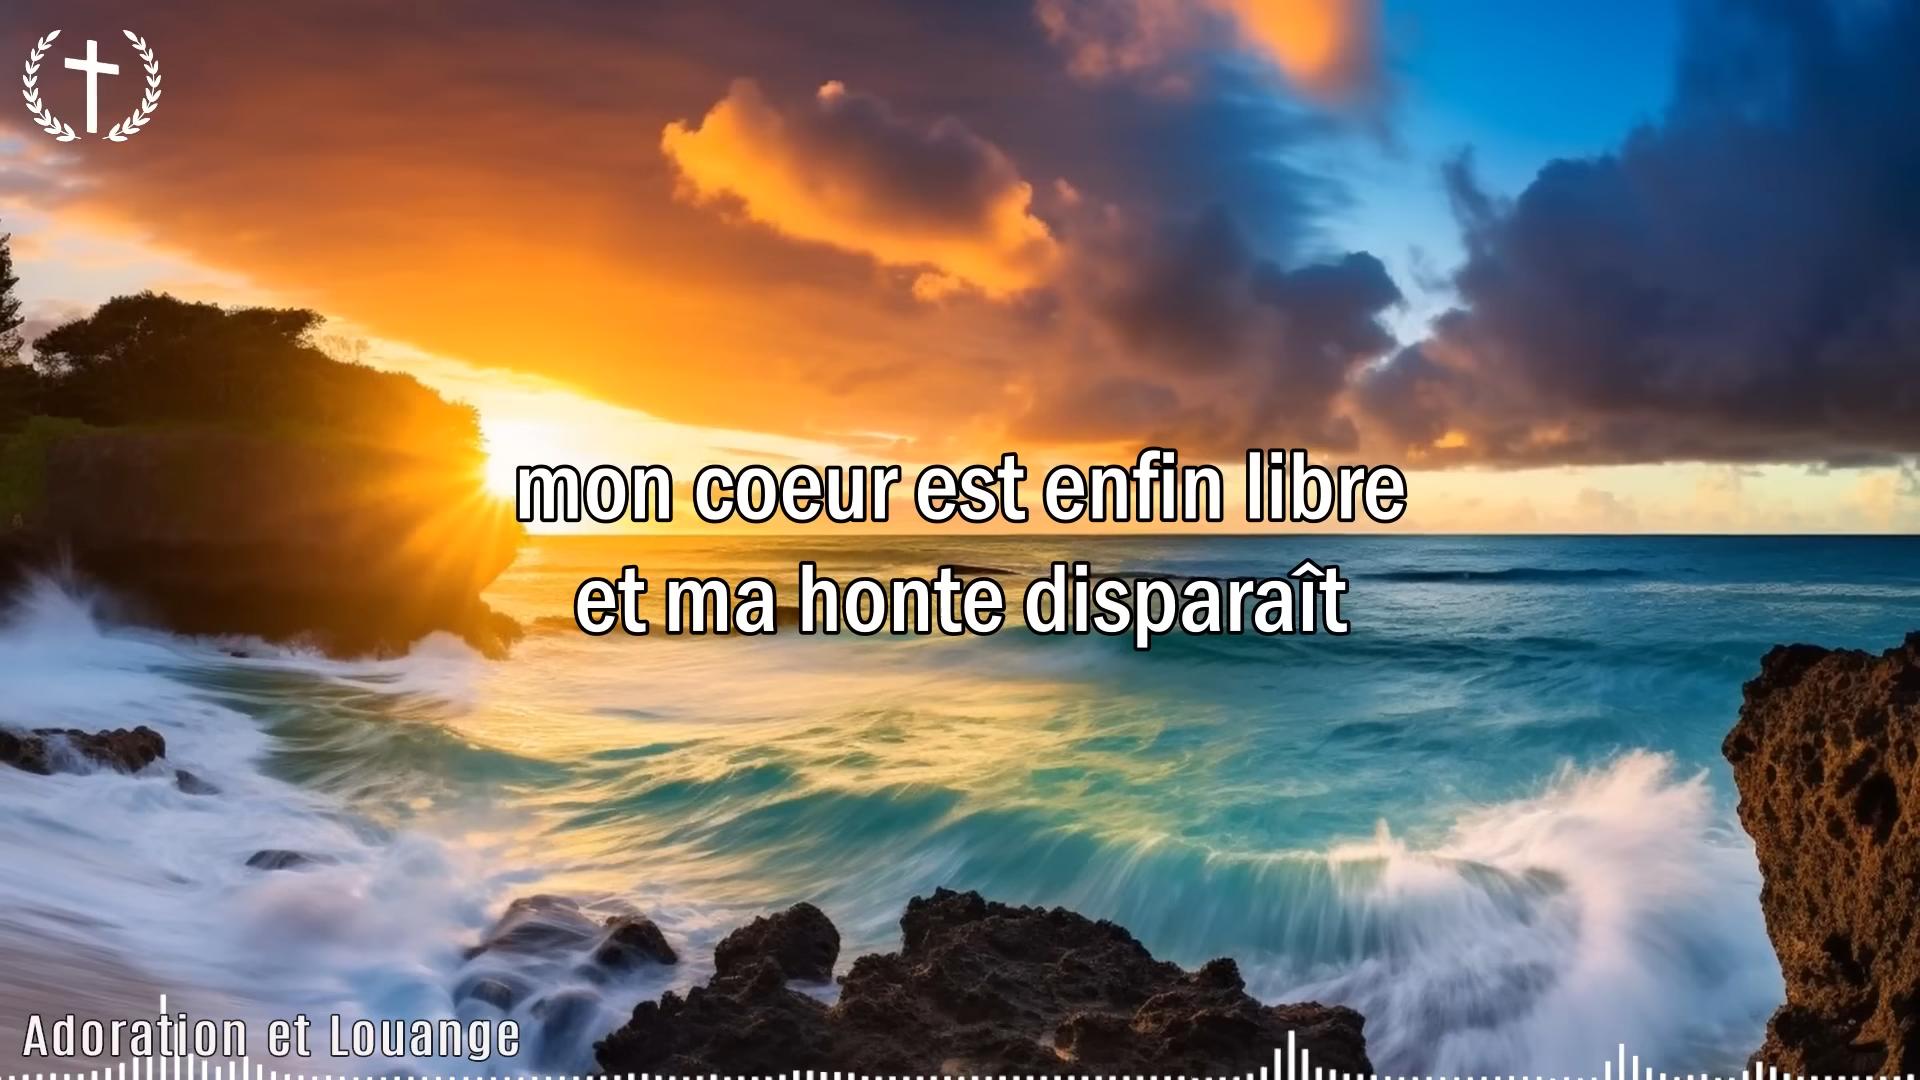 mon coeur est enfin libre
et ma honte disparaît
Adoration et Louange